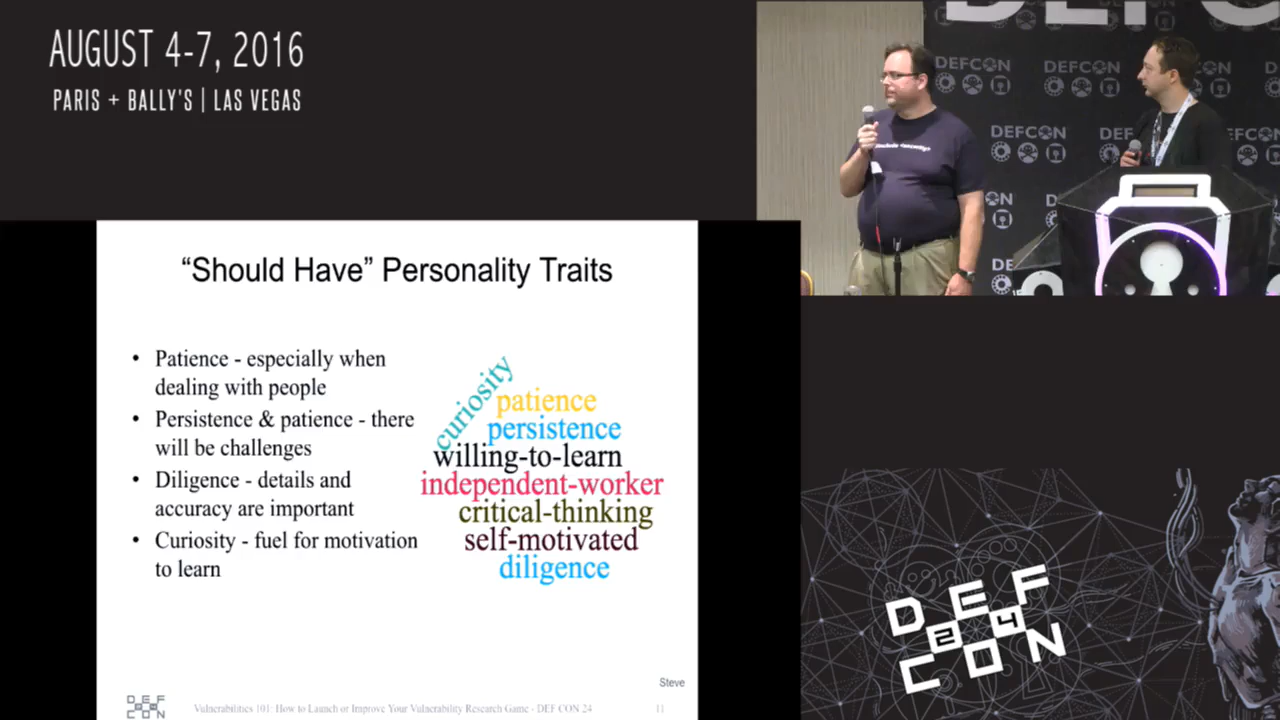 AUGUST 4-7, 2016
PARIS + BALLY'S | LAS VEGAS
DEFCON
DEFCON
DEFCON
DEFCON
“Should Have” Personality Traits
• Patience - especially when
dealing with people
• Persistence & patience - there
will be challenges
• Diligence - details and
accuracy are important
• Curiosity - fuel for motivation
to learn
curiosity
patience
persistence
willing-to-learn
independent-worker
critical-thinking
self-motivated
diligence
Steve
DEF
CON
Vulnerabilities 101: How to Launch or Improve Your Vulnerability Research Game - DEF CON 24
11
DEF
24
CON